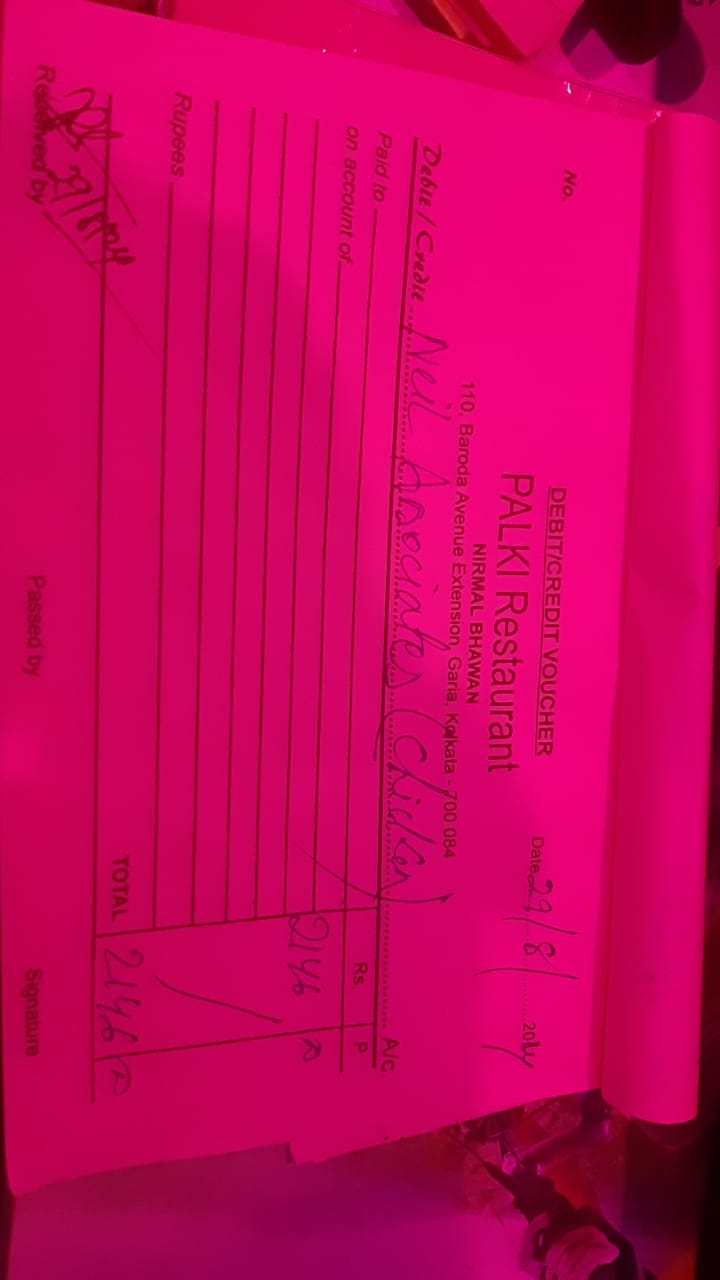 DEBIT/CREDIT VOUCHER
No.
PALKI Restaurant
Date 29/8/ 2024
NIRMAL BHAWAN
110, Baroda Avenue Extension, Garia, Kolkata - 700 084
Debit / Credit Neil Associates (Chicken) A/c.
Paid to
on account of Rs. P.
2146
Rupees
TOTAL 2146
29/8/24
Received by Passed by Signature